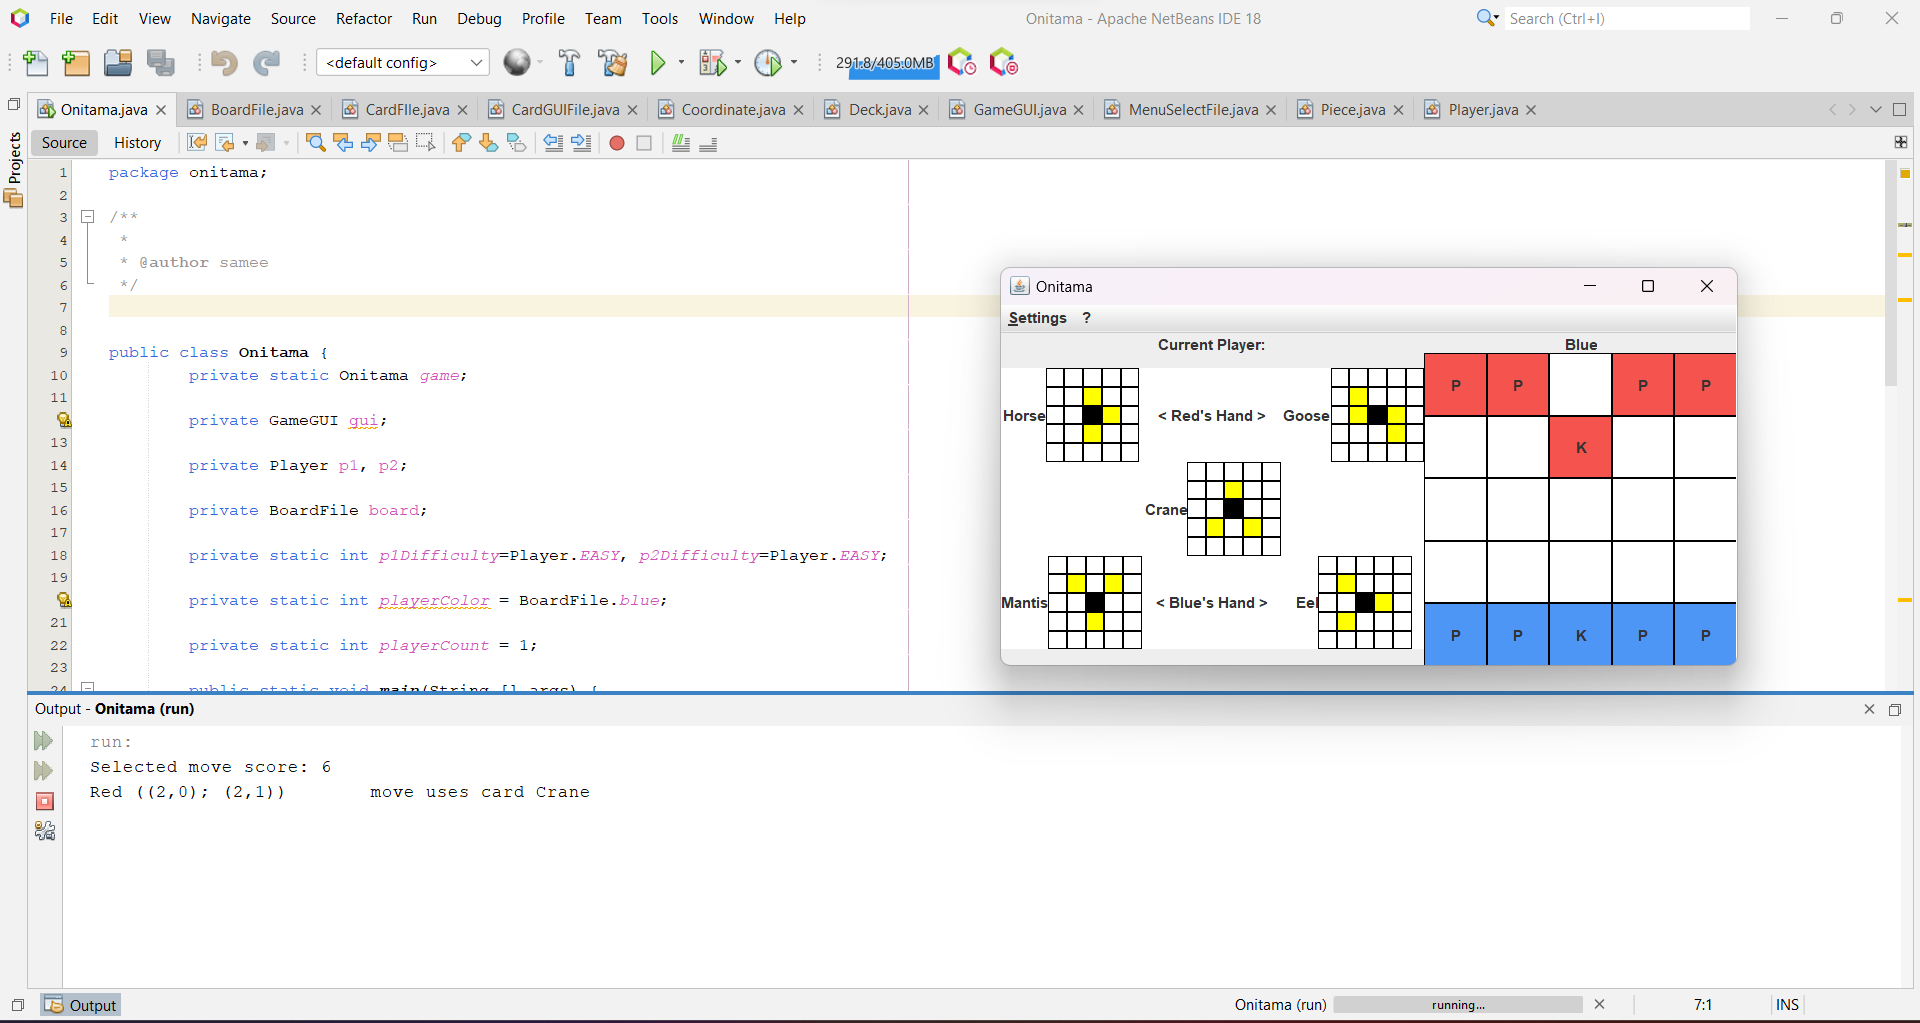 File Edit View Navigate Source Refactor Run Debug Profile Team Tools Window Help
Onitama - Apache NetBeans IDE 18
Search (Ctrl+I)
<default config>
291.8/405.0MB
Onitama.java BoardFile.java CardFIle.java CardGUIFile.java Coordinate.java Deck.java GameGUI.java MenuSelectFile.java Piece.java Player.java
Projects
Source History
1 package onitama;
2
3 /**
4 *
5 * @author samee
6 */
7
8
9 public class Onitama {
10 private static Onitama game;
11
private GameGUI gui;
13
14 private Player p1, p2;
15
16 private BoardFile board;
17
18 private static int p1Difficulty=Player.EASY, p2Difficulty=Player.EASY;
19
private static int playerColor = BoardFile.blue;
21
22 private static int playerCount = 1;
23
24 public static void main(String [] args) {
Onitama
Settings ?
Current Player: Blue
Horse < Red's Hand > Goose
Crane
Mantis < Blue's Hand > Eel
P P P P
K
P P K P P
Output - Onitama (run)
run:
Selected move score: 6
Red ((2,0); (2,1)) move uses card Crane
Output
Onitama (run) running... 7:1 INS